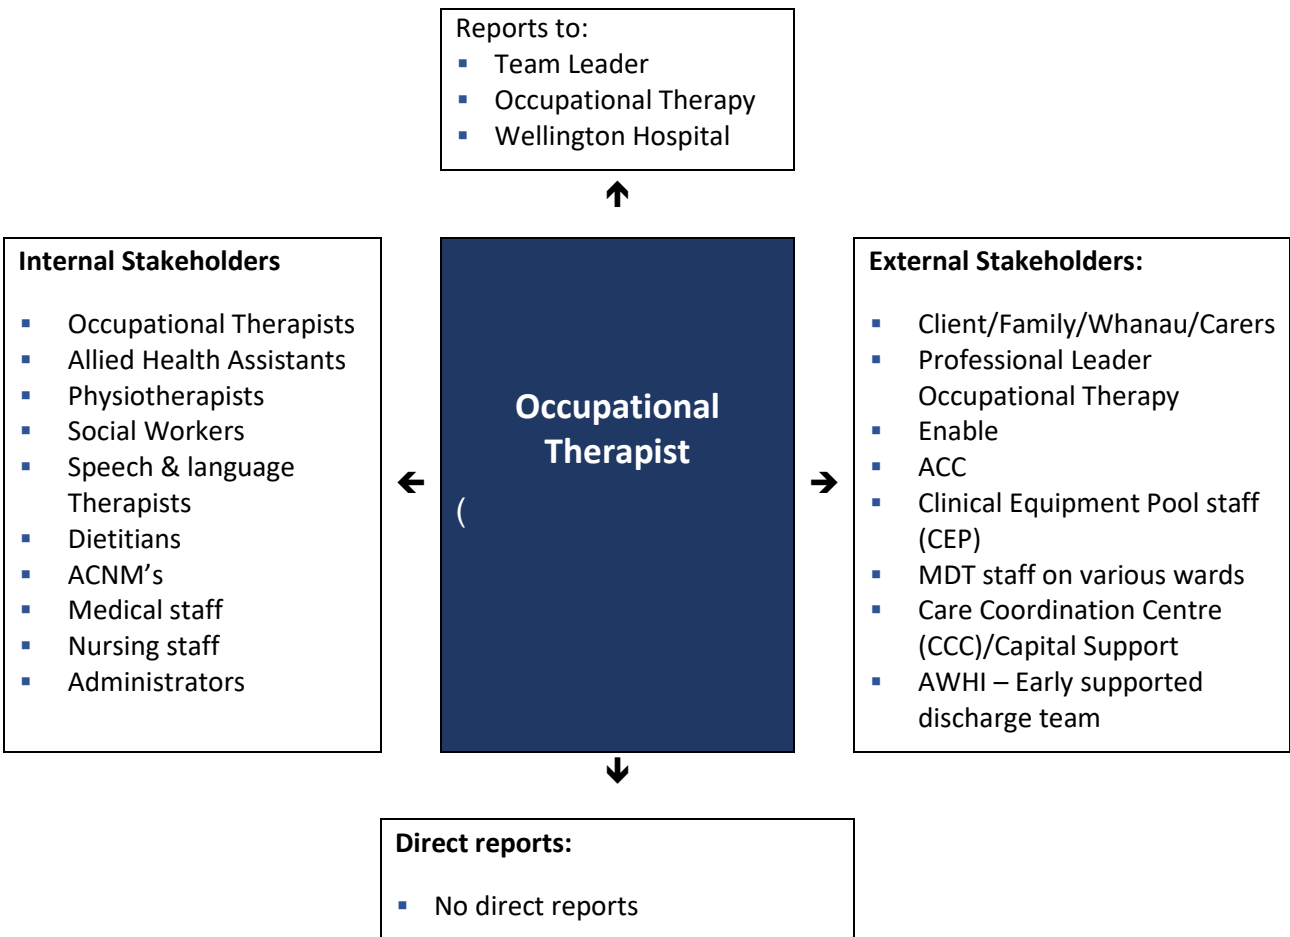 Reports to:
▪ Team Leader
▪ Occupational Therapy
▪ Wellington Hospital
Internal Stakeholders
▪ Occupational Therapists
▪ Allied Health Assistants
▪ Physiotherapists
▪ Social Workers
▪ Speech & language
Therapists
▪ Dietitians
▪ ACNM’s
▪ Medical staff
▪ Nursing staff
▪ Administrators
Occupational
Therapist
(
External Stakeholders:
▪ Client/Family/Whanau/Carers
▪ Professional Leader
Occupational Therapy
▪ Enable
▪ ACC
▪ Clinical Equipment Pool staff
(CEP)
▪ MDT staff on various wards
▪ Care Coordination Centre
(CCC)/Capital Support
▪ AWHI – Early supported
discharge team
Direct reports:
▪ No direct reports